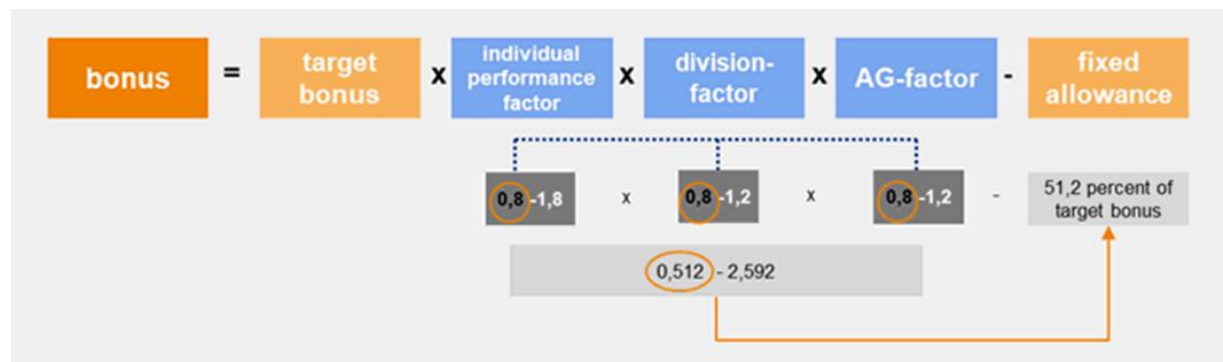 bonus = target bonus x individual performance factor x division-factor x AG-factor - fixed allowance
0,8-1,8 x 0,8-1,2 x 0,8-1,2 - 51,2 percent of target bonus
0,512 - 2,592